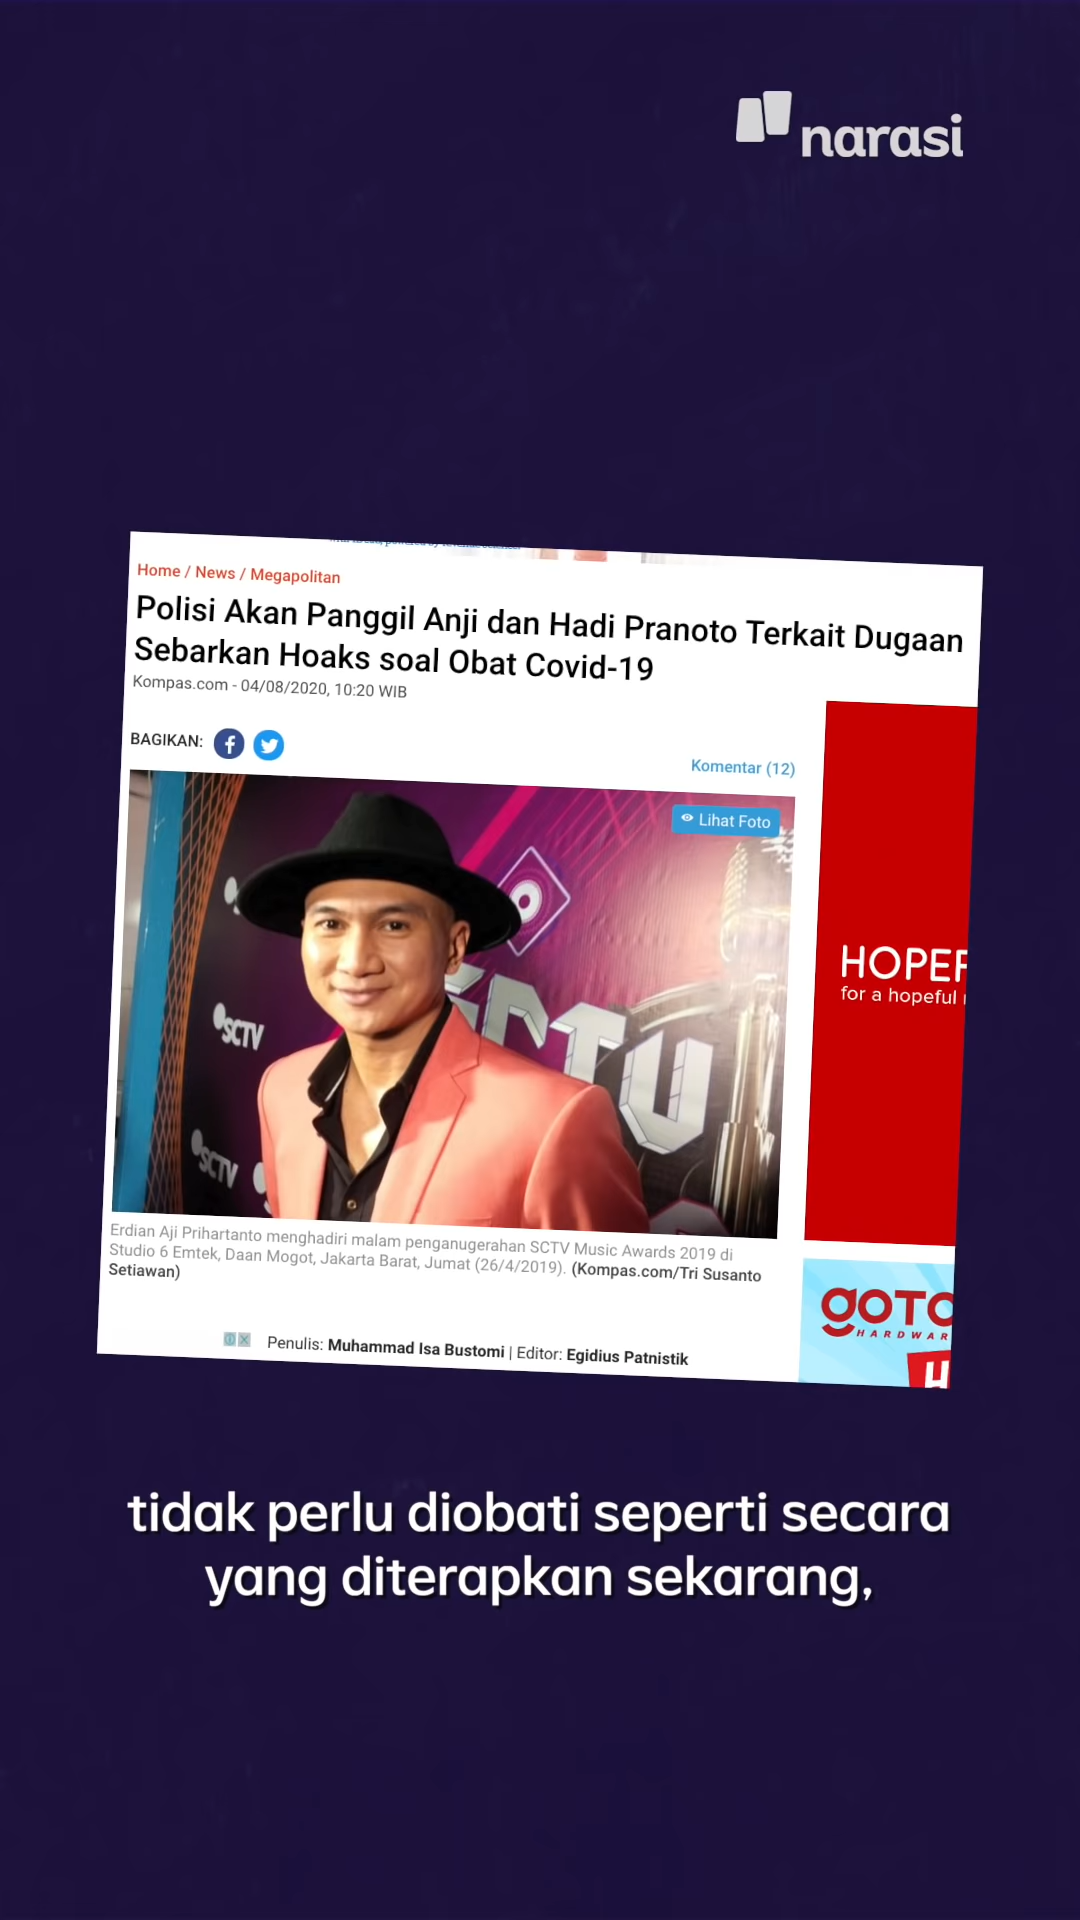 narasi
Home / News / Megapolitan
Polisi Akan Panggil Anji dan Hadi Pranoto Terkait Dugaan
Sebarkan Hoaks soal Obat Covid-19
Kompas.com - 04/08/2020, 10:20 WIB
BAGIKAN:
Komentar (12)
Lihat Foto
SCTV
SCTV
SCTV
HOPEF
for a hopeful
Erdian Aji Prihartanto menghadiri malam penganugerahan SCTV Music Awards 2019 di
Studio 6 Emtek, Daan Mogot, Jakarta Barat, Jumat (26/4/2019). (Kompas.com/Tri Susanto
Setiawan)
GOTO
HARDWAR
H
Penulis: Muhammad Isa Bustomi | Editor: Egidius Patnistik
tidak perlu diobati seperti secara
yang diterapkan sekarang,